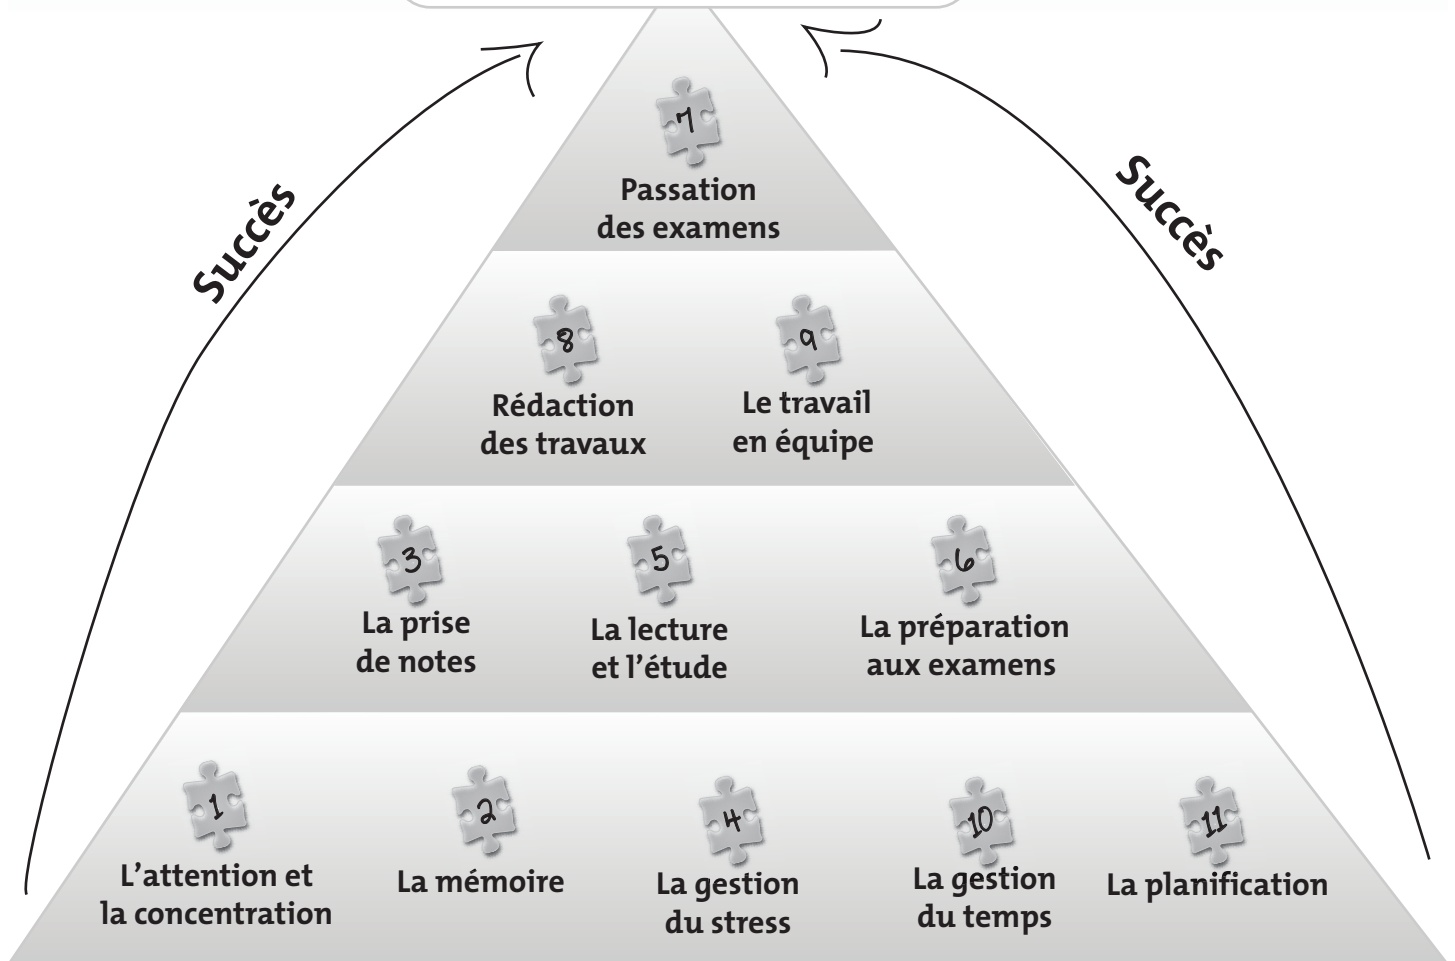 7
Passation
des examens
Succès
Succès
8
9
Rédaction
des travaux
Le travail
en équipe
3
5
6
La prise
de notes
La lecture
et l'étude
La préparation
aux examens
1
2
4
10
11
L'attention et
la concentration
La mémoire
La gestion
du stress
La gestion
du temps
La planification